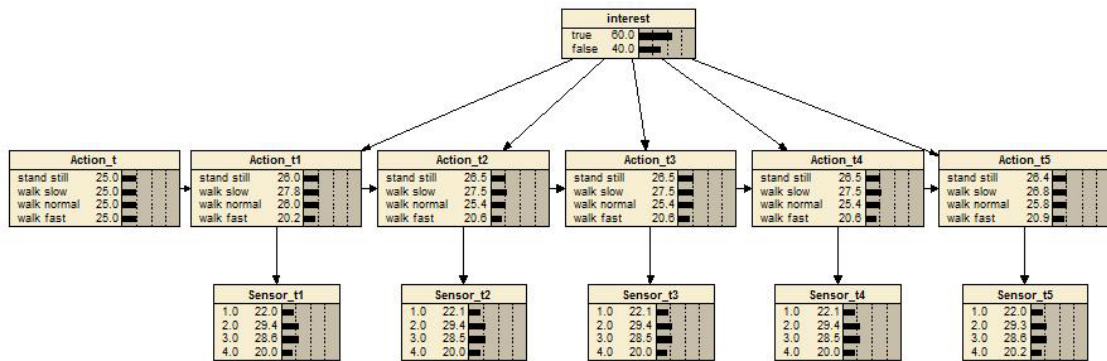 interest
true 60.0
false 40.0
Action_t
stand still 25.0
walk slow 25.0
walk normal 25.0
walk fast 25.0
Action_t1
stand still 26.0
walk slow 27.8
walk normal 26.0
walk fast 20.2
Action_t2
stand still 26.5
walk slow 27.5
walk normal 25.4
walk fast 20.6
Action_t3
stand still 26.5
walk slow 27.5
walk normal 25.4
walk fast 20.6
Action_t4
stand still 26.5
walk slow 27.5
walk normal 25.4
walk fast 20.6
Action_t5
stand still 26.4
walk slow 26.8
walk normal 25.8
walk fast 20.9
Sensor_t1
1.0 22.0
2.0 29.4
3.0 28.6
4.0 20.0
Sensor_t2
1.0 22.1
2.0 29.4
3.0 28.5
4.0 20.0
Sensor_t3
1.0 22.1
2.0 29.4
3.0 28.5
4.0 20.0
Sensor_t4
1.0 22.1
2.0 29.4
3.0 28.5
4.0 20.0
Sensor_t5
1.0 22.0
2.0 29.3
3.0 28.6
4.0 20.2